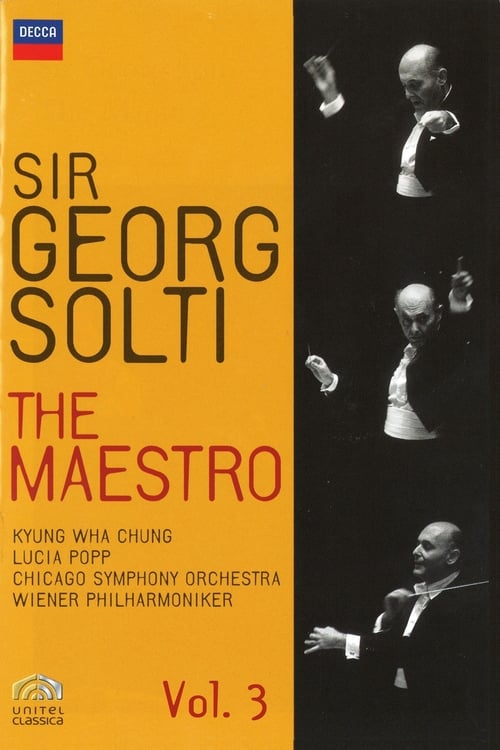 DECCA
SIR
GEORG
SOLTI
THE
MAESTRO
KYUNG WHA CHUNG
LUCIA POPP
CHICAGO SYMPHONY ORCHESTRA
WIENER PHILHARMONIKER
UNITEL
CLASSICA
Vol. 3